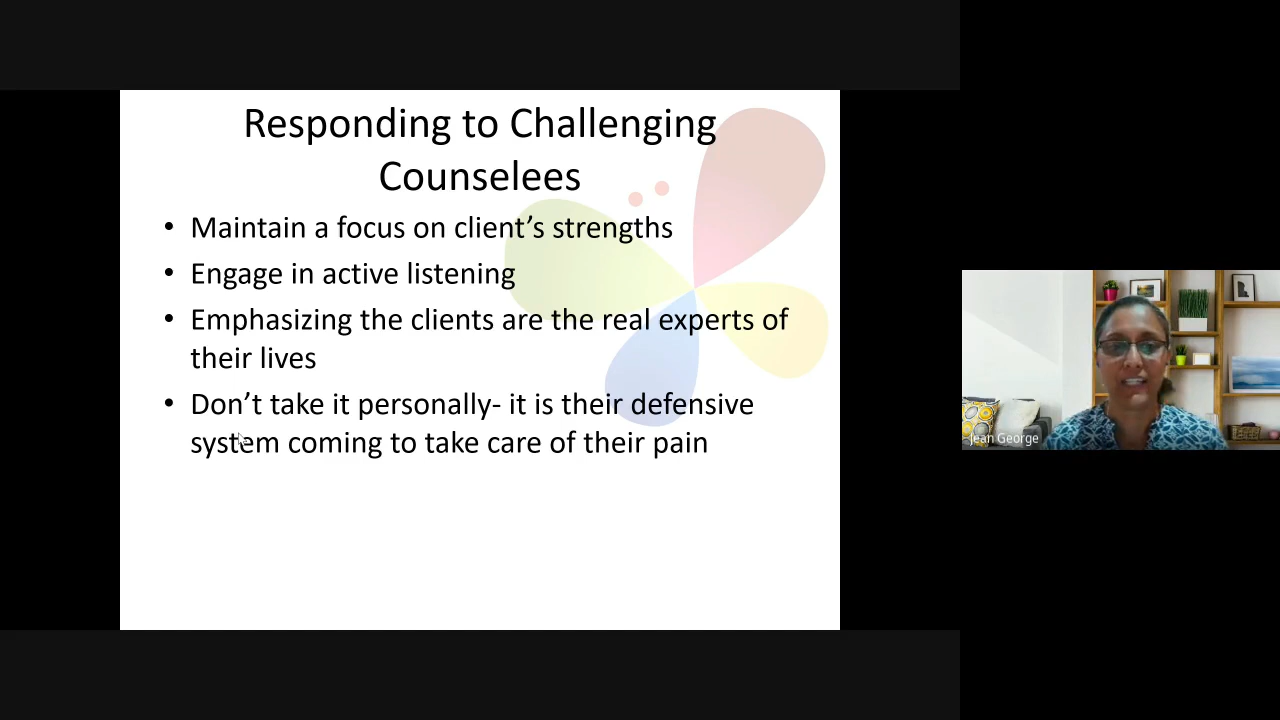 Responding to Challenging
Counselees
• Maintain a focus on client’s strengths
• Engage in active listening
• Emphasizing the clients are the real experts of
their lives
• Don’t take it personally- it is their defensive
system coming to take care of their pain
Jean George